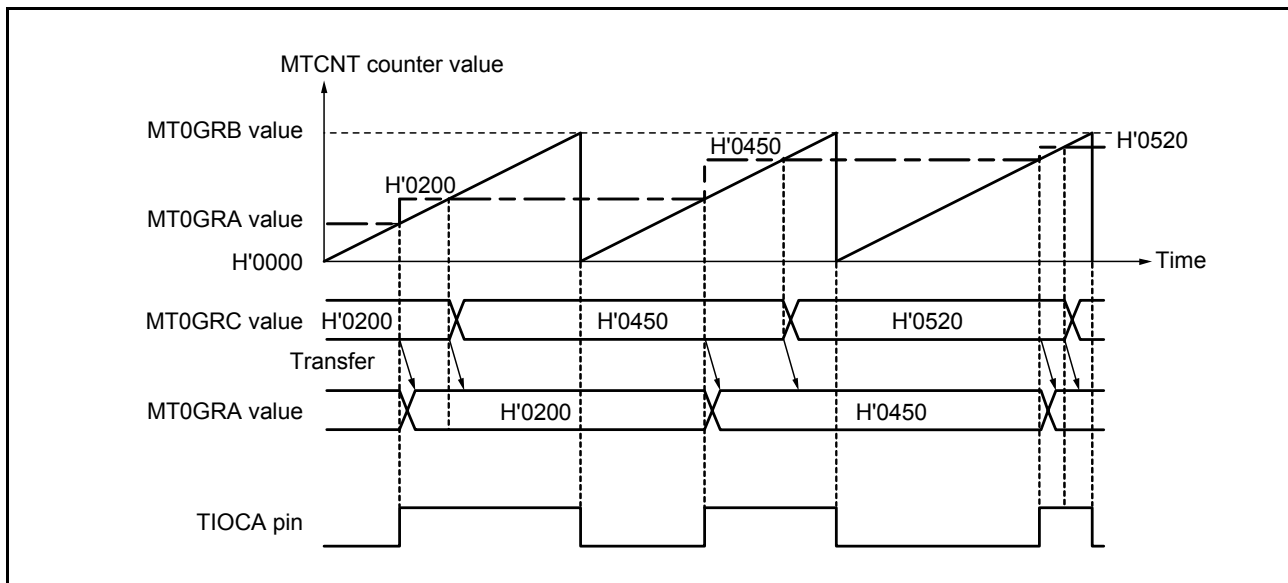 MTCNT counter value
MT0GRB value
H'0450
H'0520
H'0200
MT0GRA value
H'0000
Time
MT0GRC value H'0200 H'0450 H'0520
Transfer
MT0GRA value
H'0200 H'0450
TIOCA pin